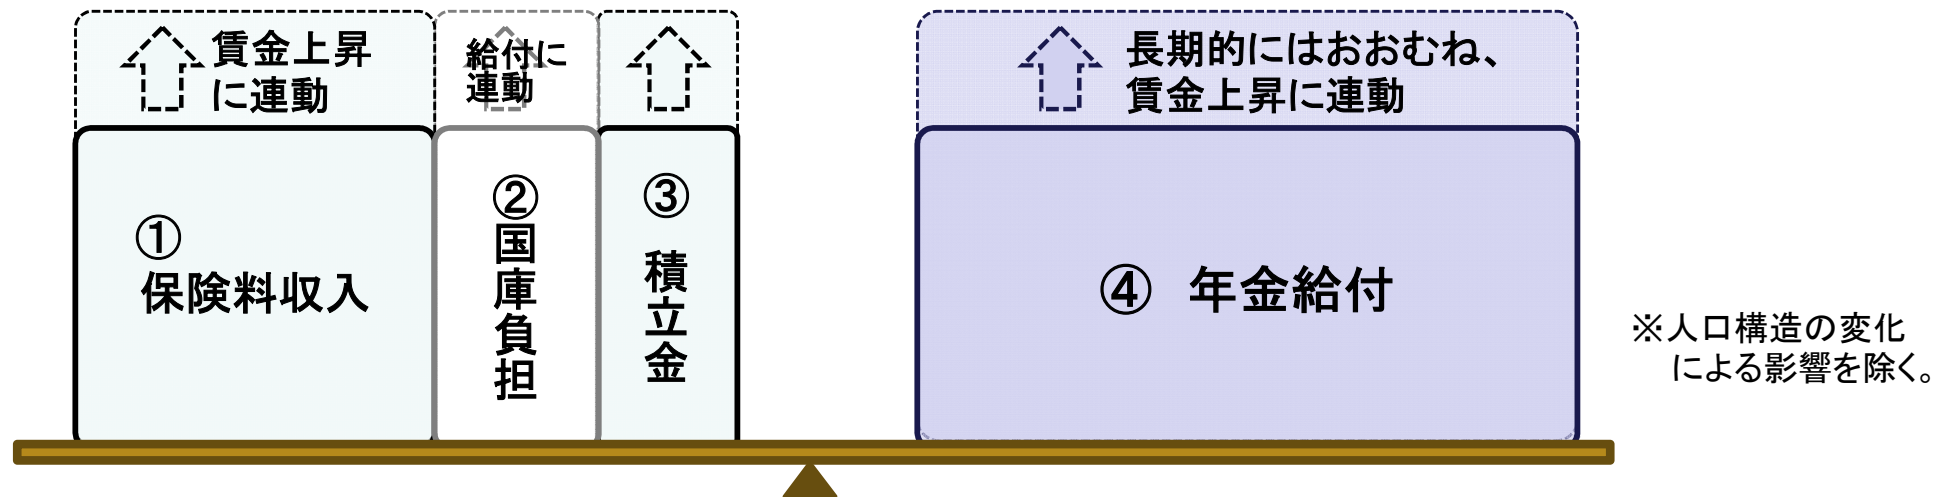 賃金上昇
に連動
給付に
連動
長期的にはおおむね、
賃金上昇に連動
①
保険料収入
②
国庫負担
③
積立金
④ 年金給付
※人口構造の変化
による影響を除く。